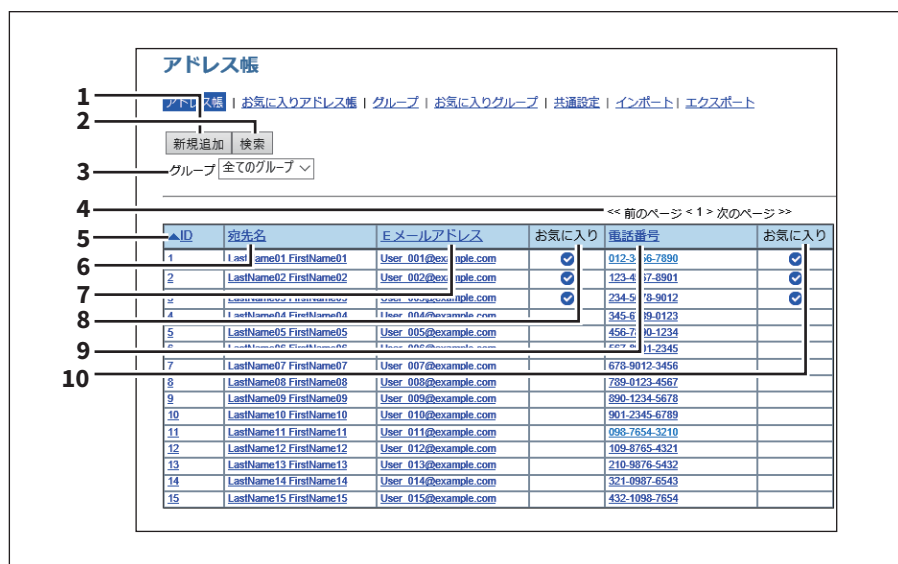 アドレス帳
アドレス帳 | お気に入りアドレス帳 | グループ | お気に入りグループ | 共通設定 | インポート | エクスポート
1
2
新規追加 検索
3 グループ 全てのグループ
4 << 前のページ < 1 > 次のページ >>
5 ▲ID 宛先名 Eメールアドレス お気に入り 電話番号 お気に入り
1 LastName01 FirstName01 User_001@example.com 012-3456-7890
6
2 LastName02 FirstName02 User_002@example.com 123-4567-8901
7
3 234-5678-9012
8
4 LastName04 FirstName04 User_004@example.com 345-6789-0123
5 LastName05 FirstName05 User_005@example.com 456-7890-1234
9
6 LastName06 FirstName06 User_006@example.com 567-8901-2345
7 LastName07 FirstName07 User_007@example.com 678-9012-3456
10
8 LastName08 FirstName08 User_008@example.com 789-0123-4567
9 LastName09 FirstName09 User_009@example.com 890-1234-5678
10 LastName10 FirstName10 User_010@example.com 901-2345-6789
11 LastName11 FirstName11 User_011@example.com 098-7654-3210
12 LastName12 FirstName12 User_012@example.com 109-8765-4321
13 LastName13 FirstName13 User_013@example.com 210-9876-5432
14 LastName14 FirstName14 User_014@example.com 321-0987-6543
15 LastName15 FirstName15 User_015@example.com 432-1098-7654